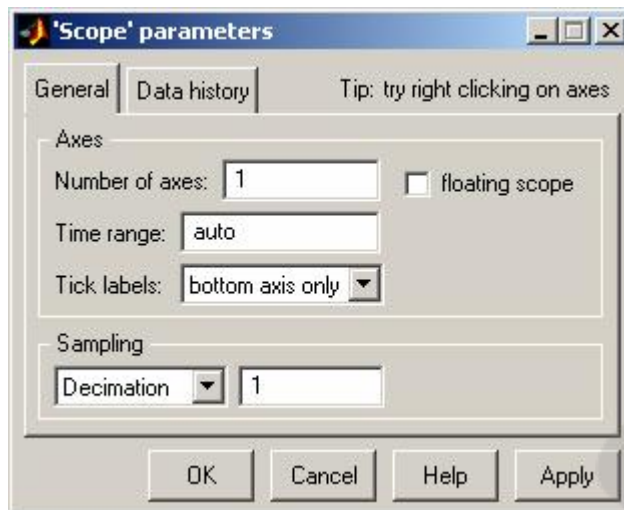 'Scope' parameters
General Data history Tip: try right clicking on axes
Axes
Number of axes: 1 floating scope
Time range: auto
Tick labels: bottom axis only
Sampling
Decimation 1
OK Cancel Help Apply